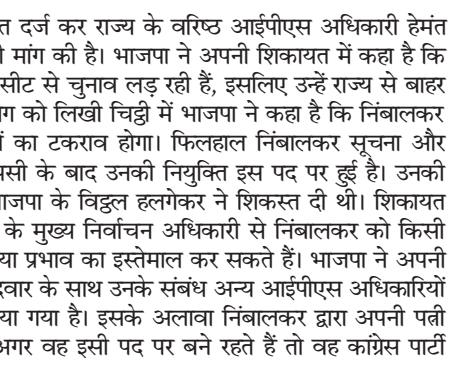 त दर्ज कर राज्य के वरिष्ठ आईपीएस अधिकारी हेमंत
मांग की है। भाजपा ने अपनी शिकायत में कहा है कि
सीट से चुनाव लड़ रही हैं, इसलिए उन्हें राज्य से बाहर
ग को लिखी चिट्ठी में भाजपा ने कहा है कि निंबालकर
ं का टकराव होगा। फिलहाल निंबालकर सूचना और
सी के बाद उनकी नियुक्ति इस पद पर हुई है। उनकी
ाजपा के विठ्ठल हलगेकर ने शिकस्त दी थी। शिकायत
के मुख्य निर्वाचन अधिकारी से निंबालकर को किसी
या प्रभाव का इस्तेमाल कर सकते हैं। भाजपा ने अपनी
दवार के साथ उनके संबंध अन्य आईपीएस अधिकारियों
या गया है। इसके अलावा निंबालकर द्वारा अपनी पत्नी
अगर वह इसी पद पर बने रहते हैं तो वह कांग्रेस पार्टी